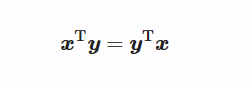 𝒙ᵀ𝒚 = 𝒚ᵀ𝒙